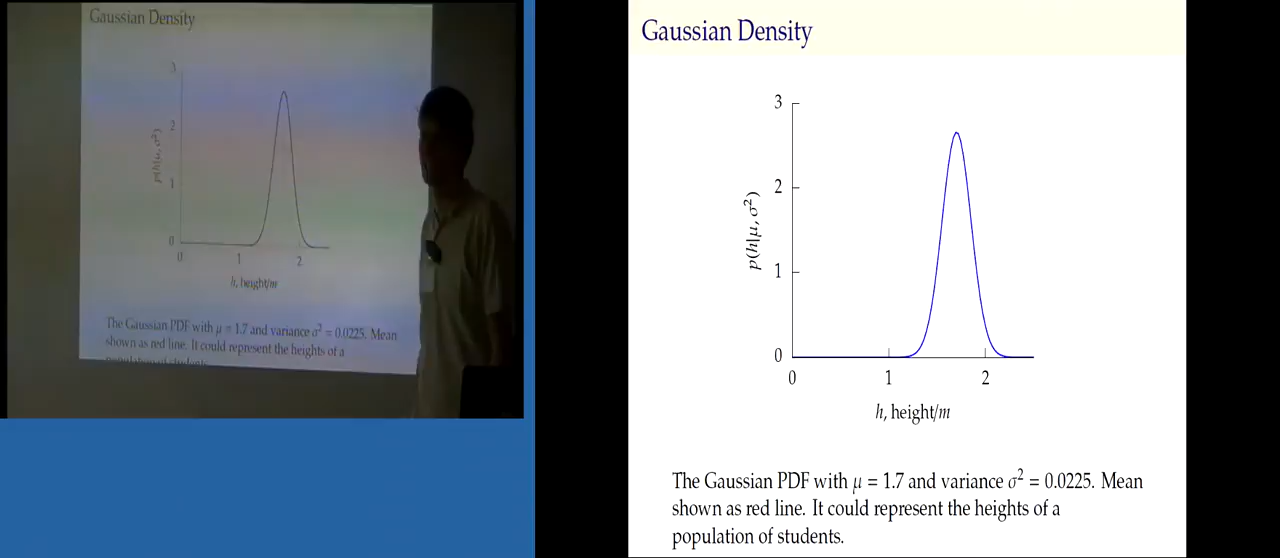 Gaussian Density
3
2
1
0
p(h|μ, σ²)
0 1 2
h, height/m
The Gaussian PDF with μ = 1.7 and variance σ² = 0.0225. Mean
shown as red line. It could represent the heights of a
population of students.
Gaussian Density
3
2
1
0
p(h|μ, σ²)
0 1 2
h, height/m
The Gaussian PDF with μ = 1.7 and variance σ² = 0.0225. Mean
shown as red line. It could represent the heights of a
population of students.